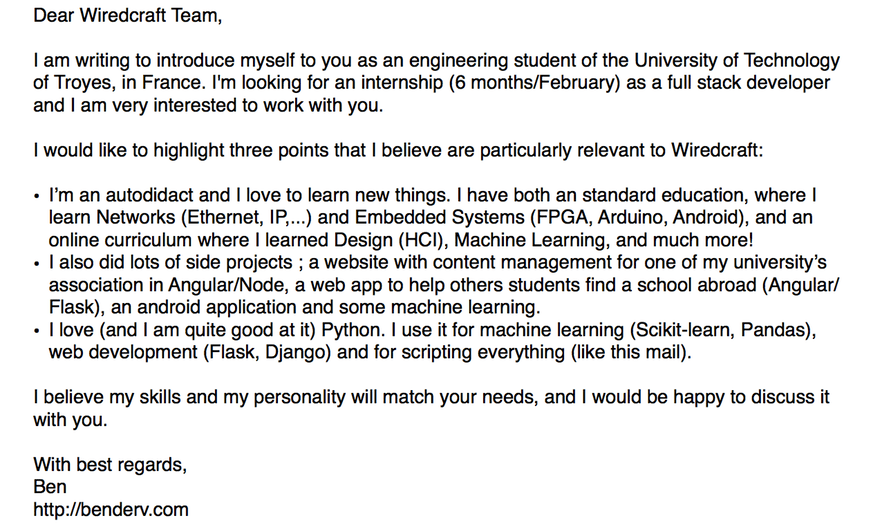 Dear Wiredcraft Team,
I am writing to introduce myself to you as an engineering student of the University of Technology
of Troyes, in France. I'm looking for an internship (6 months/February) as a full stack developer
and I am very interested to work with you.
I would like to highlight three points that I believe are particularly relevant to Wiredcraft:
• I’m an autodidact and I love to learn new things. I have both an standard education, where I
learn Networks (Ethernet, IP,...) and Embedded Systems (FPGA, Arduino, Android), and an
online curriculum where I learned Design (HCI), Machine Learning, and much more!
• I also did lots of side projects ; a website with content management for one of my university’s
association in Angular/Node, a web app to help others students find a school abroad (Angular/
Flask), an android application and some machine learning.
• I love (and I am quite good at it) Python. I use it for machine learning (Scikit-learn, Pandas),
web development (Flask, Django) and for scripting everything (like this mail).
I believe my skills and my personality will match your needs, and I would be happy to discuss it
with you.
With best regards,
Ben
http://benderv.com